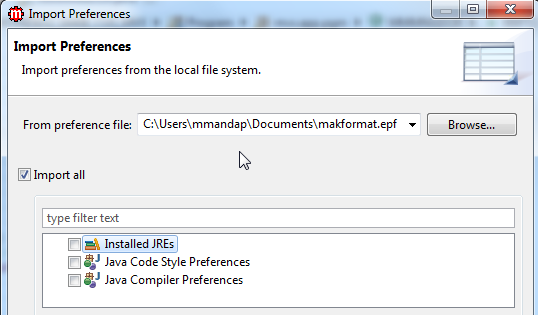 Import Preferences
Import Preferences
Import preferences from the local file system.
From preference file: C:\Users\mmandap\Documents\makformat.epf Browse...
Import all
type filter text
Installed JREs
Java Code Style Preferences
Java Compiler Preferences